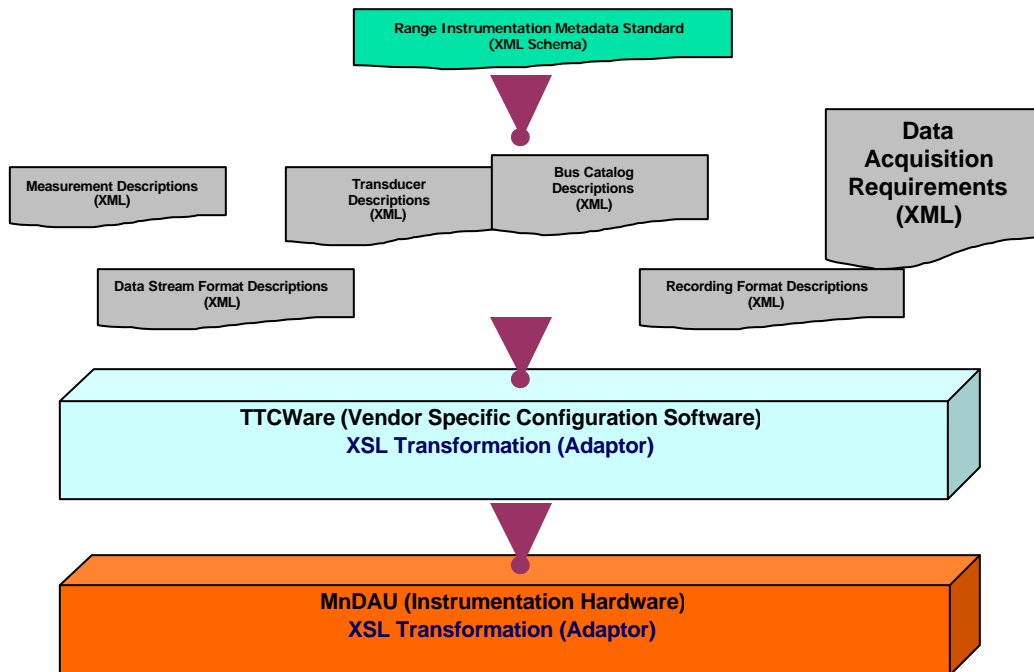 Range Instrumentation Metadata Standard
(XML Schema)
Measurement Descriptions
(XML)
Transducer
Descriptions
(XML)
Bus Catalog
Descriptions
(XML)
Data
Acquisition
Requirements
(XML)
Data Stream Format Descriptions
(XML)
Recording Format Descriptions
(XML)
TTCWare (Vendor Specific Configuration Software)
XSL Transformation (Adaptor)
MnDAU (Instrumentation Hardware)
XSL Transformation (Adaptor)